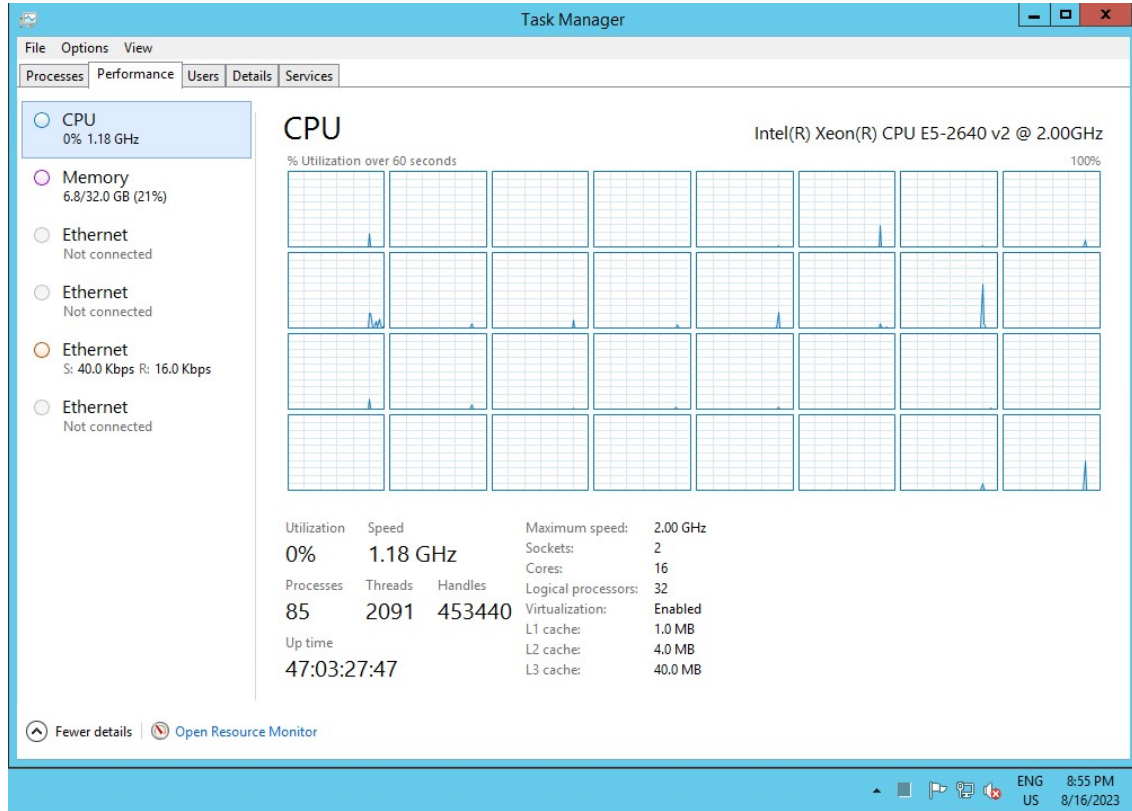 Task Manager
File Options View
Processes Performance Users Details Services
CPU
0% 1.18 GHz
Memory
6.8/32.0 GB (21%)
Ethernet
Not connected
Ethernet
Not connected
Ethernet
S: 40.0 Kbps R: 16.0 Kbps
Ethernet
Not connected
CPU
Intel(R) Xeon(R) CPU E5-2640 v2 @ 2.00GHz
% Utilization over 60 seconds 100%
Utilization Speed
0% 1.18 GHz
Processes Threads Handles
85 2091 453440
Up time
47:03:27:47
Maximum speed: 2.00 GHz
Sockets: 2
Cores: 16
Logical processors: 32
Virtualization: Enabled
L1 cache: 1.0 MB
L2 cache: 4.0 MB
L3 cache: 40.0 MB
Fewer details Open Resource Monitor
ENG 8:55 PM
US 8/16/2023